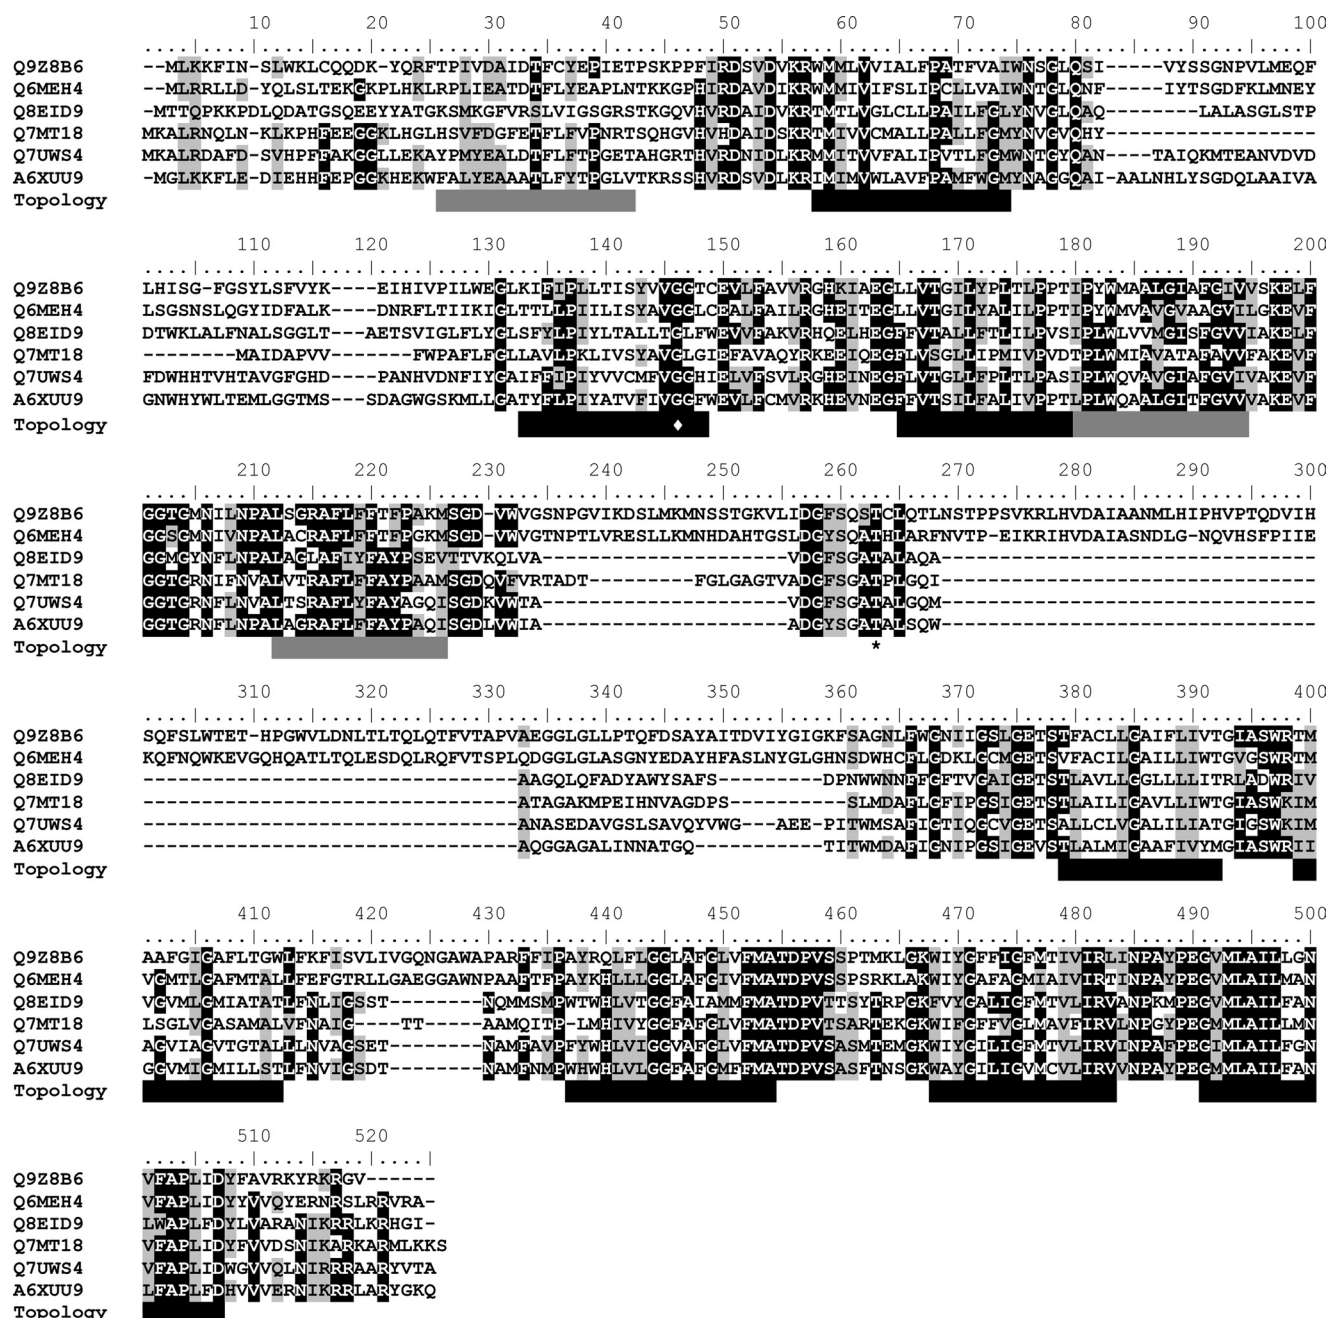 10 20 30 40 50 60 70 80 90 100
Q9Z8B6 --MLKKFIN-SLWKLCQQDK-YQRFTPIVDAIDTFCYEPIETPSKPPFIRDSVDVKRWMMLVVIALFPATFVAIWNSGLQSI-----VYSSGNPVLMEQF
Q6MEH4 --MLRRLLD-YQLSLTEKGKPLHKLRPLIEATDTFLYEAPLNTKKGPHIRDAVDIKRWMMIVIFSLIPCLLVAIWNTGLQNF-----IYTSGDFKLMNEY
Q8EID9 --MTTQPKKPDLQDATGSQEEYYATGKSNKGFVRSLVIGSGRSTKGQVHVRDAIDVKRTMTLVGLCLLPAILFGLYNVGLQAQ------LALASGLSTP
Q7MT18 MKALRNQLN-KLKPHFEEGGKLHGLHSVFDGFETFLFVPNRTSQHGVHVHDAIDSKRTMIVVCMALLPALLFGMYNVGVQHY-----------------
Q7UWS4 MKALRDAFD-SVHPFFAKGGLLEKAYPMYEALDTFLFTPGETAHGRTHVRDNIDLKRMMITVVFALIPVTLFGMWNTGYQAN-----TAIQKMTEANVDVD
A6XUU9 -MGLKKFLE-DIEHHFEPGGKHEKWFALYEAAATLFYTPGLVTKRSSHVRDSVDLKRIMIMVWLAVFPAMFWGMYNAGGQAI--AALNHLYSGDQLAAIVA
Topology
110 120 130 140 150 160 170 180 190 200
Q9Z8B6 LHISG-FGSYLSFVYK----EIHIVPILWEGLKIFIPLLTISYVVGGTCEVLFAVVRGHKIAEGLLVTGILYPLTLPPTIPYWMAALGIAFGIVVSKELF
Q6MEH4 LSGSNSLQGYIDFALK----DNRFLTIIKIGLTTLLPIILISYAVGGLCEALFAILRGHEITEGLLVTGILYALILPPTIPYWMVAVGVAAGVILGKEVF
Q8EID9 DTWKLALFNALSGGLT----AETSVIGLFLYGLSFYLPIYLTALLTGLFWEVVFAKVRHQELHEGFFVTALLFTLILPVSIPLWLVVMGISFGVVIAKELF
Q7MT18 --------MAIDAPVV-------FWPAFLFGLLAVLPKLIVSYAVGLGIEFAVAQYRKEEIQEGFLVSGLLIPMIVPVDTPLWMIAVATAFAVVFAKEVF
Q7UWS4 FDWHHTVHTAVGFGHD----PANHVDNFIYGAIFFIPIYVVCMFVGGHIELVFSVLRGHEINEGFLVTGLLFPLTLPASIPLWQVAVGIAFGVIVAKEVF
A6XUU9 GNWHYWLTEMLGGTMS----SDAGWGSKMLLGATYFLPIYATVFIVGGFWEVLFCMVRKHEVNEGFFVTSILFALIVPPTLPLWQAALGITFGVVVAKEVF
Topology ♦
210 220 230 240 250 260 270 280 290 300
Q9Z8B6 GGTGMNILNPALSGRAFLFFTFPAKMSGD-VWVGSNPGVIKDSLMKMNSSTGKVLIDGFSQSTCLQTLNSTPPSVKRLHVDAIAANMLHIPHVPTQDVIH
Q6MEH4 GGSGMNIVNPALACRAFLFFTFPGKMSGD-VWVGTNPTLVRESLLKMNHDAHTGSLDGYSQATHLARFNVTP-EIKRIHVDAIASNDLG-NQVHSFPIIE
Q8EID9 GGMGYNFLNPALAGLAFIYFAYPSEVTTVKQLVA---------------------VDGFSGATALAQA--------------------------------
Q7MT18 GGTGRNIFNVALVTRAFLFFAYPAAMSGDQVFVRTADT---------FGLGAGTVADGFSGATPLGQI--------------------------------
Q7UWS4 GGTGRNFLNVALTSRAFLYFAYAGQISGDKVWTA---------------------VDGFSGATALGQM--------------------------------
A6XUU9 GGTGRNFLNPALAGRAFLFFAYPAQISGDLVWIA---------------------ADGYSGATALSQW--------------------------------
Topology *
310 320 330 340 350 360 370 380 390 400
Q9Z8B6 SQFSLWTET-HPGWVLDNLTLTQLQTFVTAPVAEGGLGLLPTQFDSAYAITDVIYGIGKFSAGNLFWGNIIGSLGETSTFACLLGAIFLIVTGIASWRTM
Q6MEH4 KQFNQWKEVGQHQATLTQLESDQLRQFVTSPLQDGGLGLASGNYEDAYHFASLNYGLGHNSDWHCFLGDKLGCMGETSVFACILGAILLIWTGVGSWRTM
Q8EID9 --------------------------------AAGQLQFADYAWYSAFS---------DPNWWNNFFGFTVGAIGETSTLAVLLGGLLLIITRLADWRIV
Q7MT18 --------------------------------ATAGAKMPEIHNVAGDPS----------SLMDAFLGFIPGSIGETSTLAILIGAVLLIWTGIASWKIM
Q7UWS4 --------------------------------ANASEDAVGSLSAVQYVWG---AEE-PITWMSAFIGTIQGCVGETSALLCLVGALILIATGIGSWKIM
A6XUU9 --------------------------------AQGGAGALINNATGQ-----------TITWMDAFIGNIPGSIGEVSTLALMIGAAFIVYMGIASWRII
Topology
410 420 430 440 450 460 470 480 490 500
Q9Z8B6 AAFGIGAFLTGWLFKFISVLIVGQNGAWAPARFFIPAYRQLFLGGLAFGLVFMATDPVSSPTMKLGKWIYGFFIGFMTIVIRLINPAYPEGVMLAILLGN
Q6MEH4 VGMTLGAFMTALLFEFGTRLLGAEGGAWNPAAFTFPAYKHLLLGGLAFGLVFMATDPVSSPSRKLAKWIYGAFAGMIAIVIRTINPAYPEGVMLAILMAN
Q8EID9 VGVMLGMIATATLFNLIGSST--------NQMMSMPWTWHLVTGGFAIAMMFMATDPVTTSYTRPGKFVYGALIGFMTVLIRVANPKMPEGVMLAILFAN
Q7MT18 LSGLVGASAMALVFNAIG----TT-----AAMQITP-LMHIVYGGFAFGLVFMATDPVTSARTEKGKWIFGFFVGLMAVFIRVLNPGYPEGMMLAILLMN
Q7UWS4 AGVIAGVTGTALLLNVAGSET--------NAMFAVPFYWHLVIGGVAFGLVFMATDPVSASMTEMGKWIYGILIGFMTVLIRVINPAFPEGIMLAILFGN
A6XUU9 GGVMIGMILLSTLFNVIGSDT--------NAMFNMPWHWHLVLGGFAFGMFFMATDPVSASFTNSGKWAYGILIGVMCVLIRVVNPAYPEGMMLAILFAN
Topology
510 520
Q9Z8B6 VFAPLIDYFAVRKYRKRGV------
Q6MEH4 VFAPLIDYYVVQYERNRSLRRVRA-
Q8EID9 LWAPLFDYLVARANIKRRLKRHGI-
Q7MT18 VFAPLIDYFVVDSNIKARKARMLKKS
Q7UWS4 VFAPLIDWGVVQLNIRRRAARYVTA
A6XUU9 LFAPLFDHVVVERNIKRRLARYGKQ
Topology